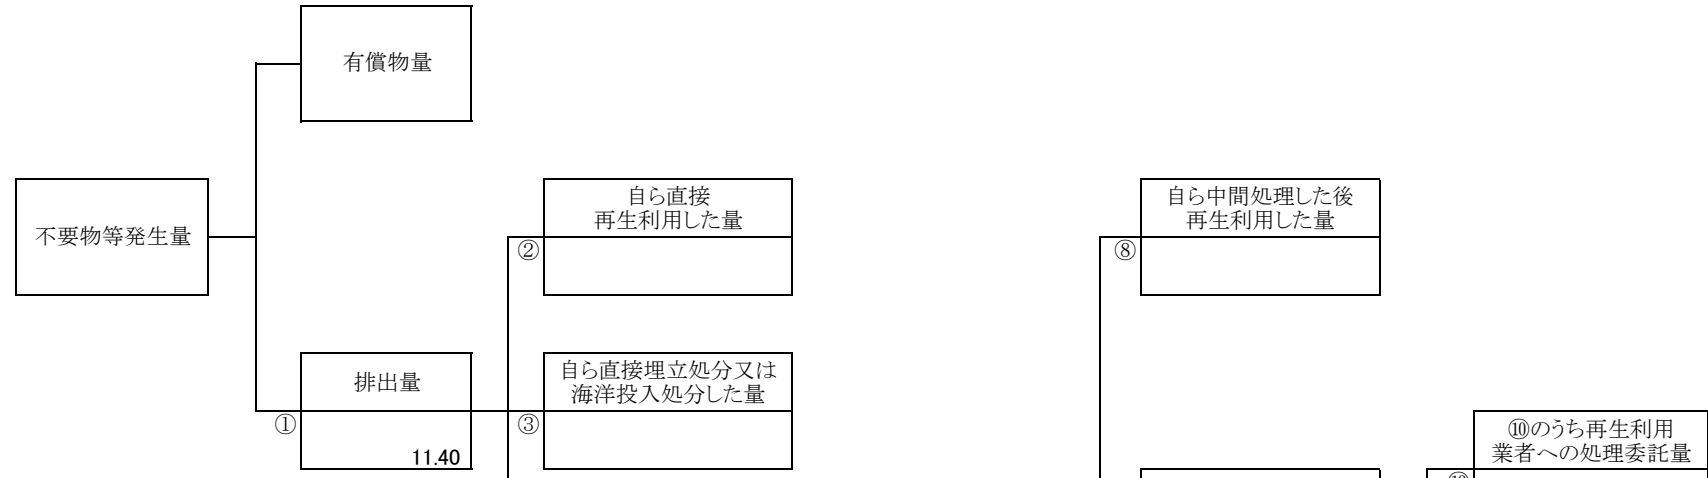 有償物量
不要物等発生量
自ら直接
再生利用した量
②
自ら中間処理した後
再生利用した量
⑧
排出量
①
11.40
自ら直接埋立処分又は
海洋投入処分した量
③
⑩のうち再生利用
業者への処理委託量